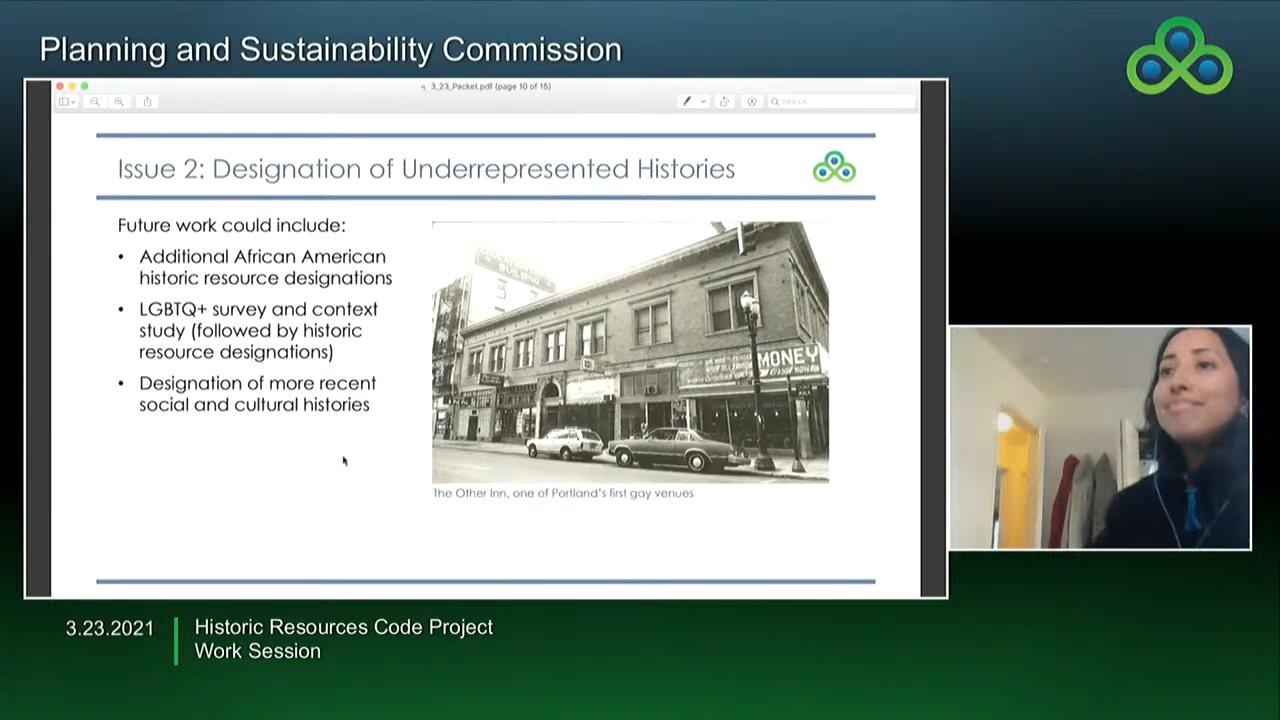 Planning and Sustainability Commission
3_23_Packet.pdf (page 10 of 15)
Search
Issue 2: Designation of Underrepresented Histories
Future work could include:
• Additional African American
historic resource designations
• LGBTQ+ survey and context
study (followed by historic
resource designations)
• Designation of more recent
social and cultural histories
BUILDING
MONEY
The Other Inn, one of Portland's first gay venues
3.23.2021
Historic Resources Code Project
Work Session